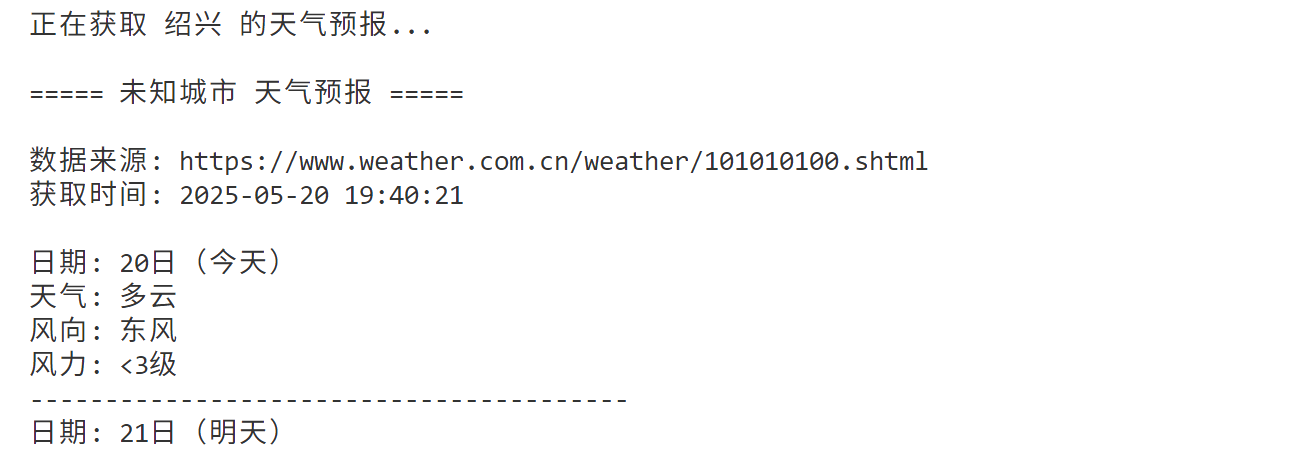 正在获取 绍兴 的天气预报...
===== 未知城市 天气预报 =====
数据来源: https://www.weather.com.cn/weather/101010100.shtml
获取时间: 2025-05-20 19:40:21
日期: 20日（今天）
天气: 多云
风向: 东风
风力: <3级
----------------------------------------
日期: 21日（明天）